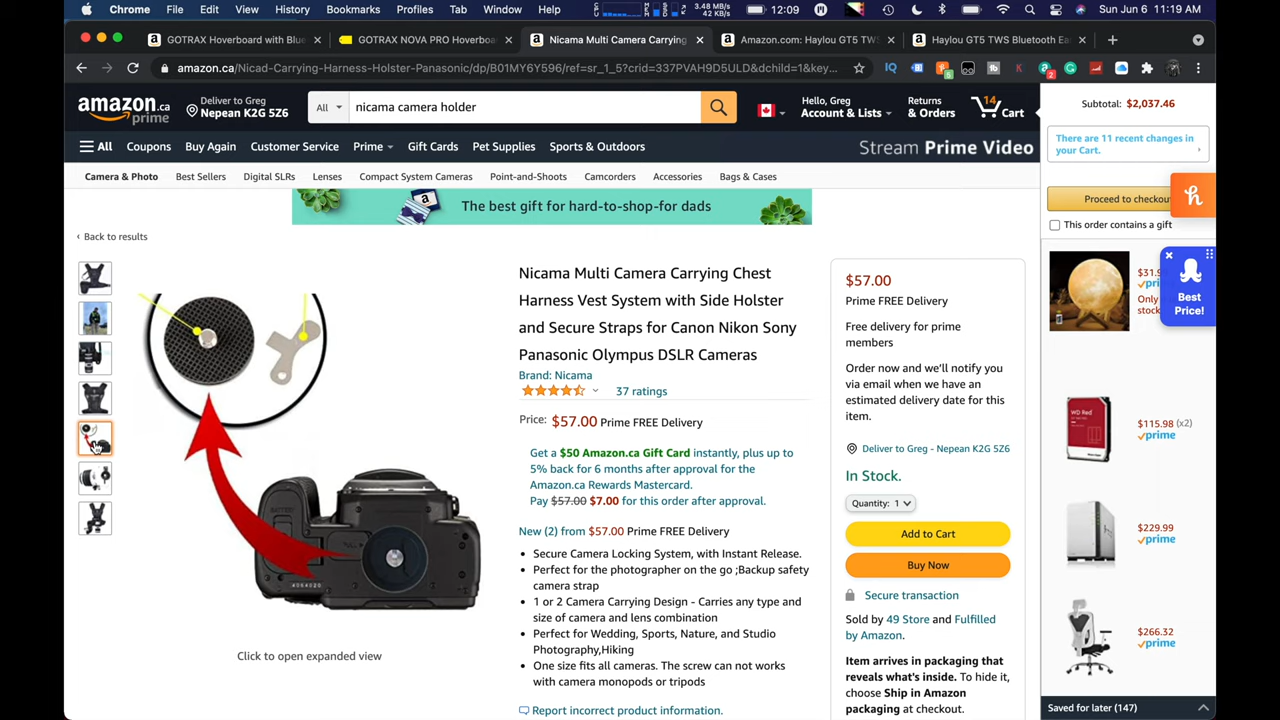 Chrome File Edit View History Bookmarks Profiles Tab Window Help
3.48 MB/s
42 KB/s
12:09
Sun Jun 6 11:19 AM
GOTRAX Hoverboard with Blue
GOTRAX NOVA PRO Hoverboa
Nicama Multi Camera Carrying
Amazon.com: Haylou GT5 TWS
Haylou GT5 TWS Bluetooth Ea
amazon.ca/Nicad-Carrying-Harness-Holster-Panasonic/dp/B01MY6Y596/ref=sr_1_5?crid=337PVAH9D5ULD&dchild=1&key...
amazon.ca
prime
Deliver to Greg
Nepean K2G 5Z6
All
nicama camera holder
Hello, Greg
Account & Lists
Returns
& Orders
14
Cart
All Coupons Buy Again Customer Service Prime Gift Cards Pet Supplies Sports & Outdoors
Stream Prime Video
Camera & Photo Best Sellers Digital SLRs Lenses Compact System Cameras Point-and-Shoots Camcorders Accessories Bags & Cases
The best gift for hard-to-shop-for dads
‹ Back to results
Click to open expanded view
Nicama Multi Camera Carrying Chest
Harness Vest System with Side Holster
and Secure Straps for Canon Nikon Sony
Panasonic Olympus DSLR Cameras
Brand: Nicama
37 ratings
Price: $57.00 Prime FREE Delivery
Get a $50 Amazon.ca Gift Card instantly, plus up to
5% back for 6 months after approval for the
Amazon.ca Rewards Mastercard.
Pay $57.00 $7.00 for this order after approval.
New (2) from $57.00 Prime FREE Delivery
• Secure Camera Locking System, with Instant Release.
• Perfect for the photographer on the go ;Backup safety
camera strap
• 1 or 2 Camera Carrying Design - Carries any type and
size of camera and lens combination
• Perfect for Wedding, Sports, Nature, and Studio
Photography,Hiking
• One size fits all cameras. The screw can not works
with camera monopods or tripods
Report incorrect product information.
$57.00
Prime FREE Delivery
Free delivery for prime
members
Order now and we'll notify you
via email when we have an
estimated delivery date for this
item.
Deliver to Greg - Nepean K2G 5Z6
In Stock.
Quantity: 1
Add to Cart
Buy Now
Secure transaction
Sold by 49 Store and Fulfilled
by Amazon.
Item arrives in packaging that
reveals what's inside. To hide it,
choose Ship in Amazon
packaging at checkout.
Subtotal: $2,037.46
There are 11 recent changes in
your Cart.
Proceed to checkou
This order contains a gift
$31.9
Only
stock
Best
Price!
WD Red
$115.98 (x2)
prime
$229.99
prime
$266.32
prime
Saved for later (147)